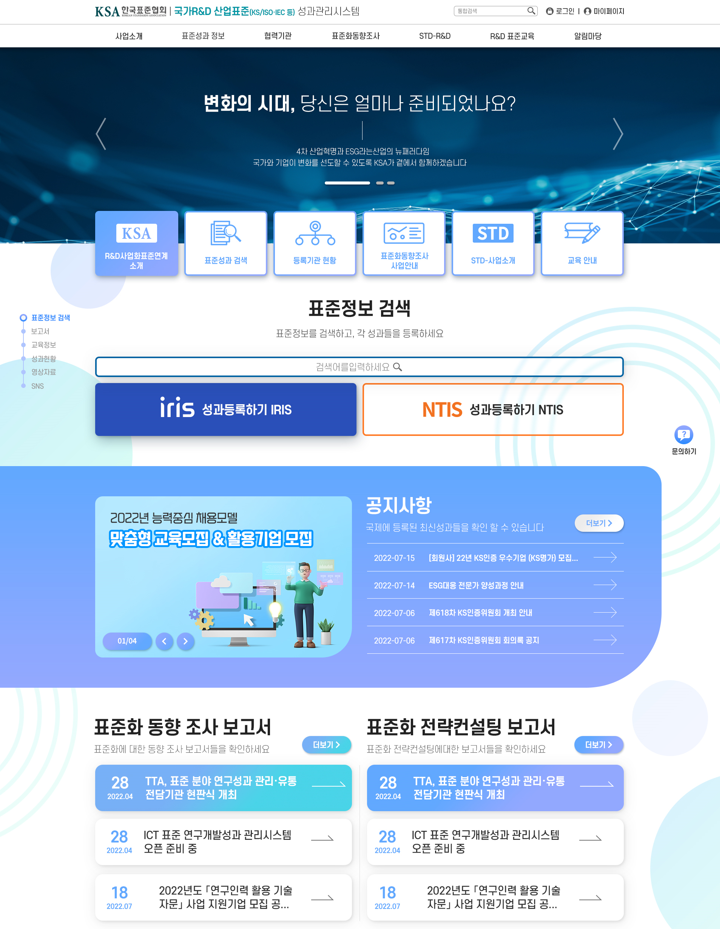 KSA 한국표준협회 국가R&D 산업표준(KS/ISO·IEC 등) 성과관리시스템
통합검색
로그인 | 마이페이지
사업소개 표준성과 정보 협력기관 표준화동향조사 STD-R&D R&D 표준교육 알림마당
변화의 시대, 당신은 얼마나 준비되었나요?
4차 산업혁명과 ESG라는산업의 뉴패러다임
국가와 기업이 변화를 선도할 수 있도록 KSA가 곁에서 함께하겠습니다
KSA
R&D사업화표준연계
소개
표준성과 검색
등록기관 현황
표준화동향조사
사업안내
STD
STD-사업소개
교육 안내
표준정보 검색
보고서
교육정보
성과현황
영상자료
SNS
표준정보 검색
표준정보를 검색하고, 각 성과들을 등록하세요
검색어를입력하세요
iris 성과등록하기 IRIS
NTIS 성과등록하기 NTIS
?
문의하기
2022년 능력중심 채용모델
맞춤형 교육모집 & 활용기업 모집
01/04
공지사항
국제에 등록된 최신성과들을 확인 할 수 있습니다
더보기
2022-07-15 [회원사] 22년 KS인증 우수기업 (KS명가) 모집...
2022-07-14 ESG대응 전문가 양성과정 안내
2022-07-06 제618차 KS인증위원회 개최 안내
2022-07-06 제617차 KS인증위원회 회의록 공지
표준화 동향 조사 보고서
표준화에 대한 동향 조사 보고서들을 확인하세요
더보기
28
2022.04
TTA, 표준 분야 연구성과 관리·유통
전담기관 현판식 개최
28
2022.04
ICT 표준 연구개발성과 관리시스템
오픈 준비 중
18
2022.07
2022년도 「연구인력 활용 기술
자문」 사업 지원기업 모집 공...
표준화 전략컨설팅 보고서
표준화 전략컨설팅에대한 보고서들을 확인하세요
더보기
28
2022.04
TTA, 표준 분야 연구성과 관리·유통
전담기관 현판식 개최
28
2022.04
ICT 표준 연구개발성과 관리시스템
오픈 준비 중
18
2022.07
2022년도 「연구인력 활용 기술
자문」 사업 지원기업 모집 공...